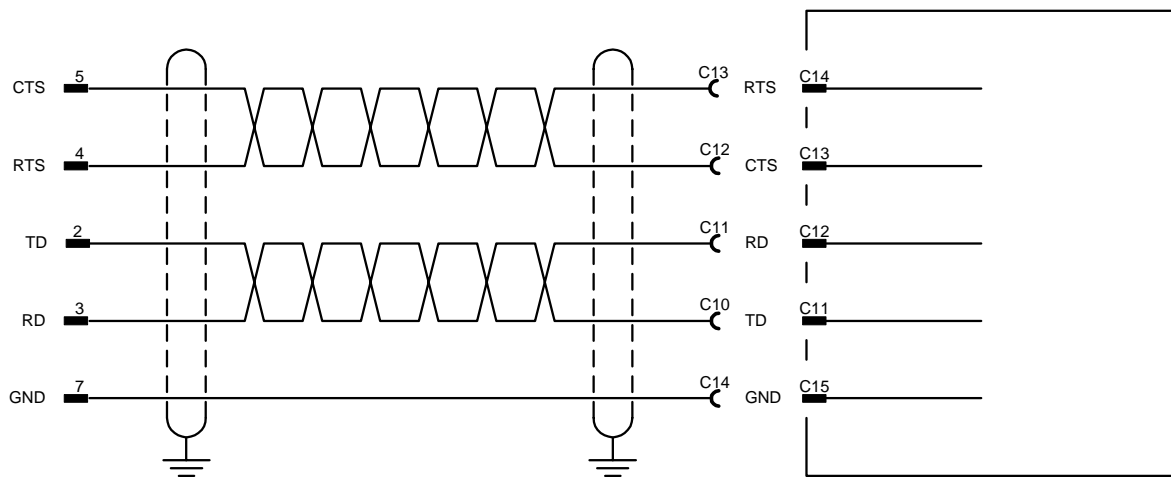 CTS 5 C13 RTS C14
RTS 4 C12 CTS C13
TD 2 C11 RD C12
RD 3 C10 TD C11
GND 7 C14 GND C15